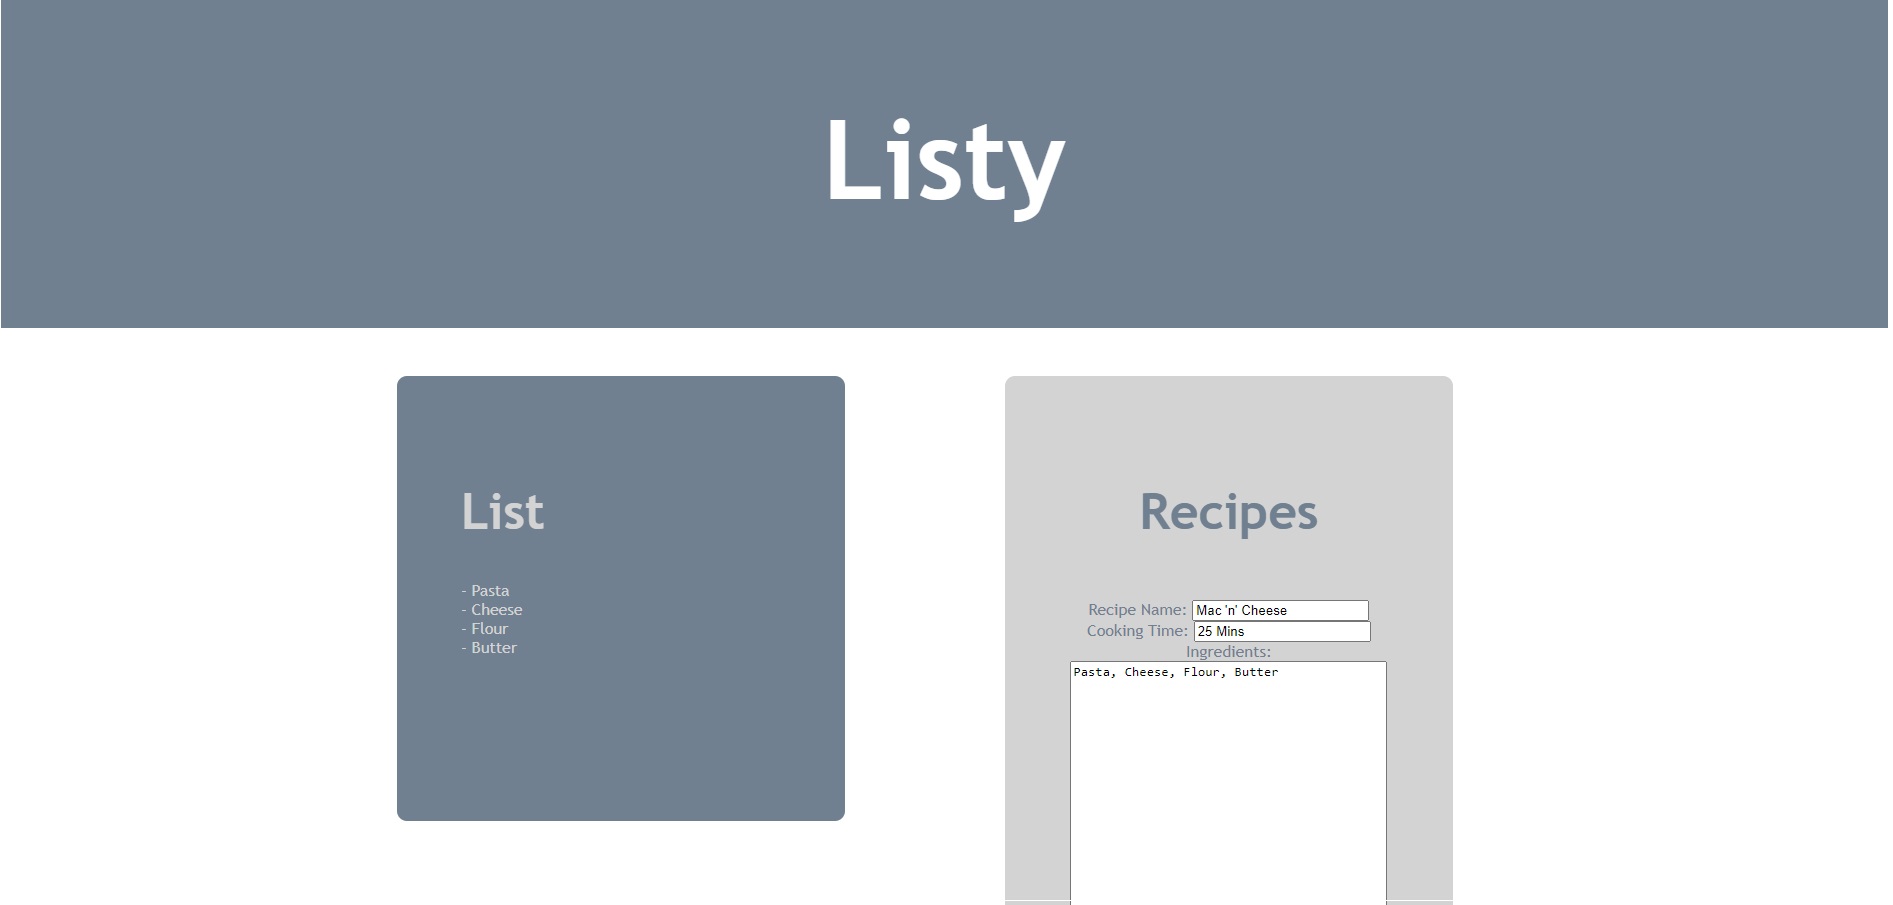 Listy
List
- Pasta
- Cheese
- Flour
- Butter
Recipes
Recipe Name: Mac 'n' Cheese
Cooking Time: 25 Mins
Ingredients:
Pasta, Cheese, Flour, Butter